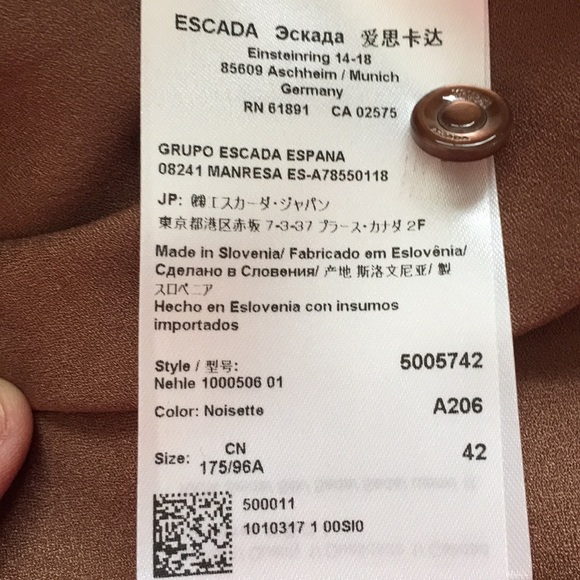 ESCADA Эскада 爱思卡达
Einsteinring 14-18
85609 Aschheim / Munich
Germany
RN 61891 CA 02575
GRUPO ESCADA ESPANA
08241 MANRESA ES-A78550118
JP: ㈱エスカーダ・ジャパン
東京都港区赤坂 7-3-37 プラース・カナダ 2F
Made in Slovenia/ Fabricado em Eslovênia/
Сделано в Словения/ 产地 斯洛文尼亚/ 製
スロベニア
Hecho en Eslovenia con insumos
importados
Style / 型号: 5005742
Nehle 1000506 01
Color: Noisette A206
Size: CN 42
175/96A
500011
1010317 1 00SI0